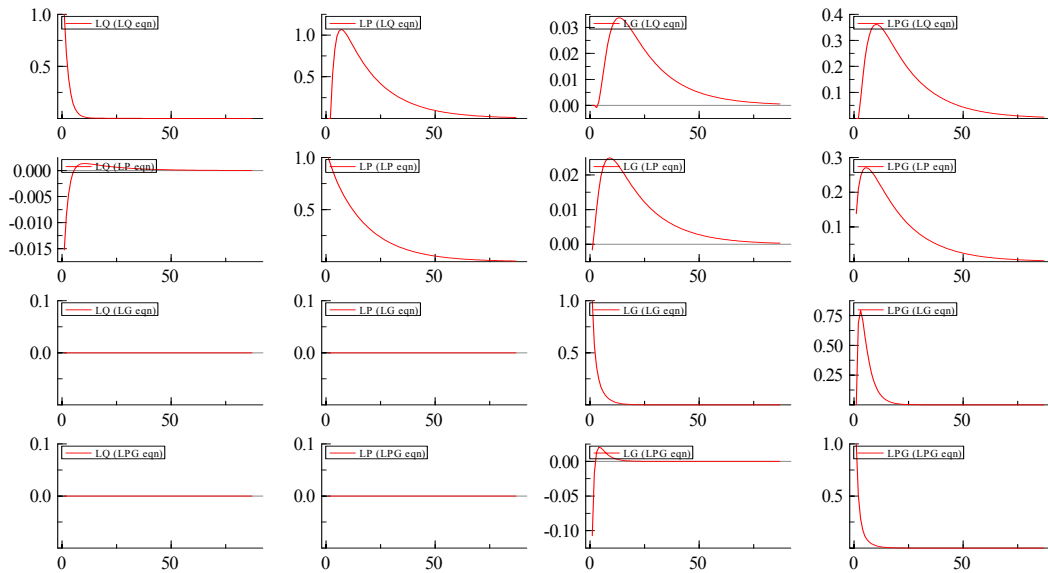 1.0 LQ (LQ eqn) LP (LQ eqn) LG (LQ eqn) 0.4 LPG (LQ eqn)
1.0 0.03 0.3
0.5 0.02 0.2
0.5 0.01 0.1
0.00
0 50 0 50 0 50 0 50
0.000 LQ (LP eqn) 1.0 LP (LP eqn) LG (LP eqn) 0.3 LPG (LP eqn)
-0.005 0.02 0.2
-0.010 0.5 0.1
-0.015 0.00
0 50 0 50 0 50 0 50
0.1 LQ (LG eqn) 0.1 LP (LG eqn) 1.0 LG (LG eqn) 0.75 LPG (LG eqn)
0.0 0.0 0.5 0.50
0.25
0 50 0 50 0 50 0 50
0.1 LQ (LPG eqn) 0.1 LP (LPG eqn) 0.00 LG (LPG eqn) 1.0 LPG (LPG eqn)
0.0 0.0 -0.05 0.5
-0.10
0 50 0 50 0 50 0 50